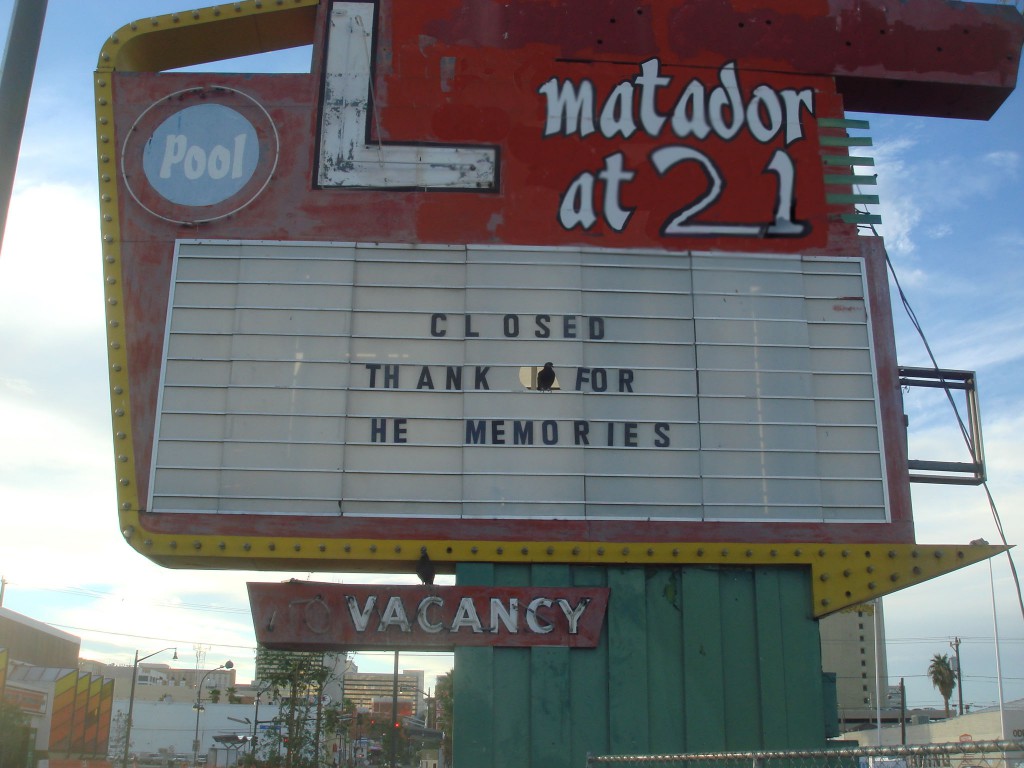 L
matador
at 21
Pool
CLOSED
THANK FOR
HE MEMORIES
VACANCY